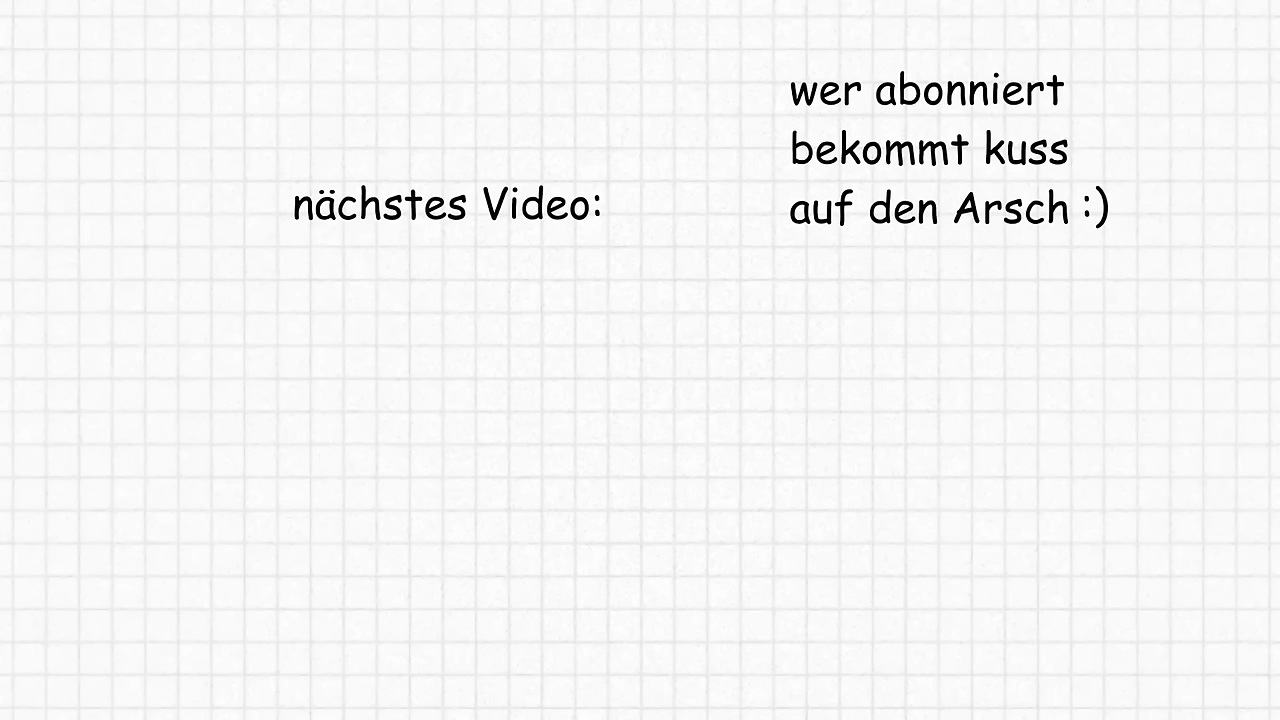 nächstes Video:
wer abonniert
bekommt kuss
auf den Arsch :)